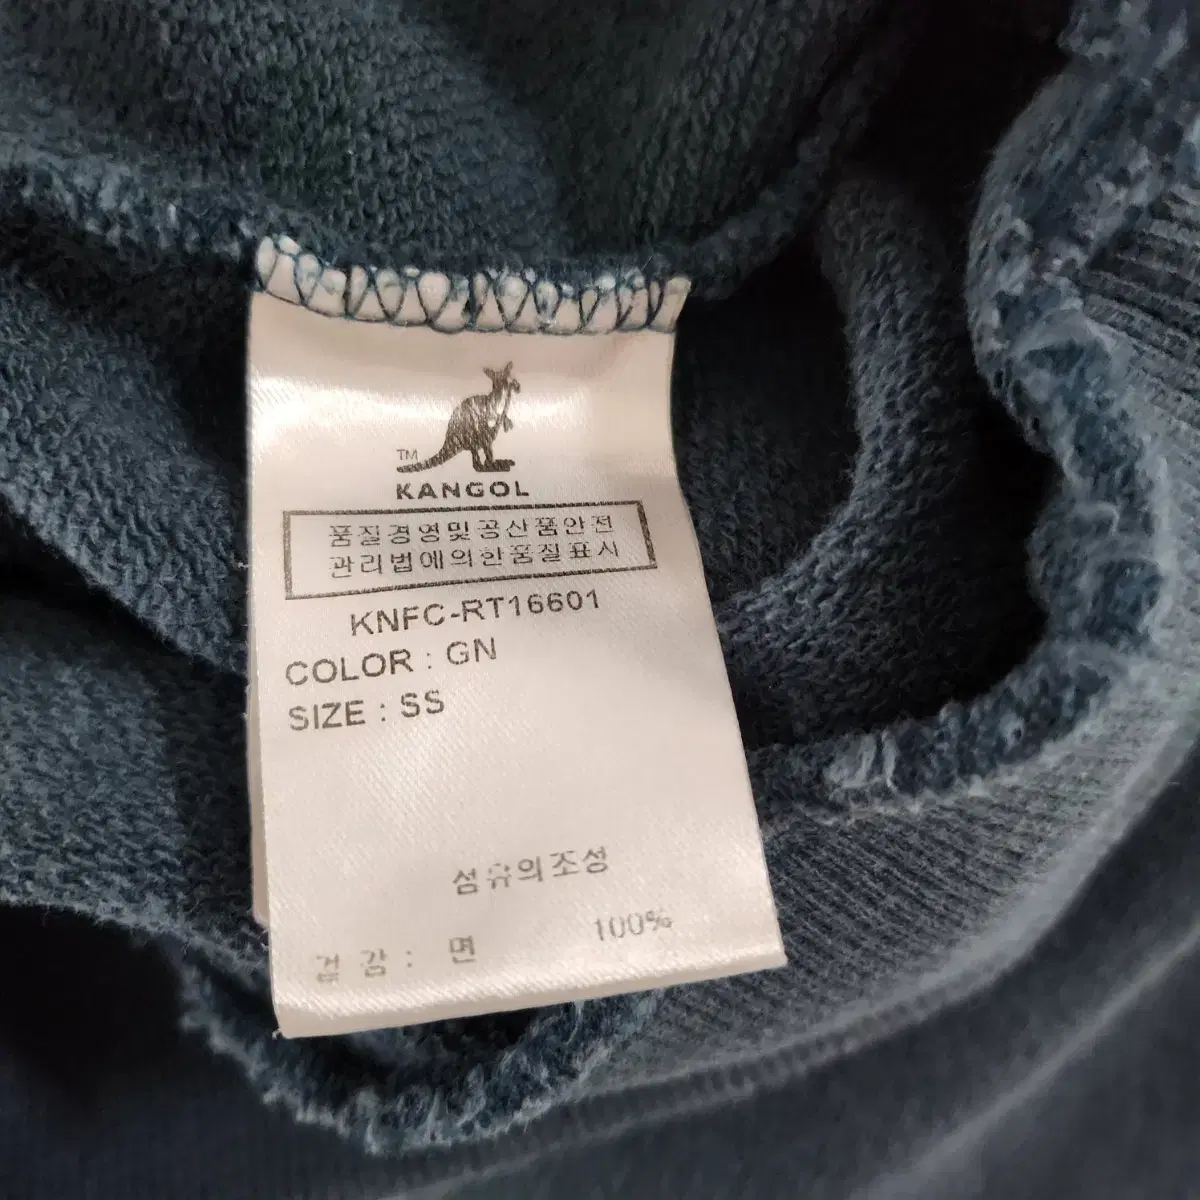 TM
KANGOL
품질경영및공산품안전
관리법에의한품질표시
KNFC-RT16601
COLOR : GN
SIZE : SS
섬유의조성
겉감 : 면 100%